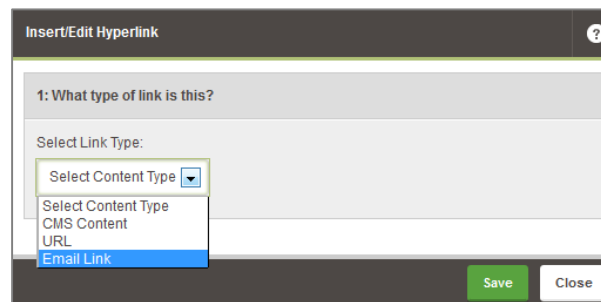 Insert/Edit Hyperlink
?
1: What type of link is this?
Select Link Type:
Select Content Type
Select Content Type
CMS Content
URL
Email Link
Save
Close